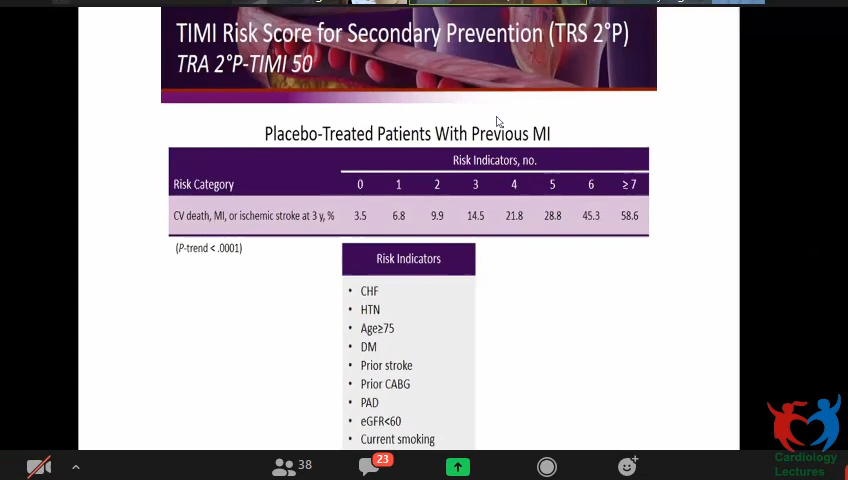 TIMI Risk Score for Secondary Prevention (TRS 2°P)
TRA 2°P-TIMI 50
Placebo-Treated Patients With Previous MI
Risk Indicators, no.
Risk Category 0 1 2 3 4 5 6 ≥ 7
CV death, MI, or ischemic stroke at 3 y, % 3.5 6.8 9.9 14.5 21.8 28.8 45.3 58.6
(P-trend < .0001)
Risk Indicators
• CHF
• HTN
• Age≥75
• DM
• Prior stroke
• Prior CABG
• PAD
• eGFR<60
• Current smoking
38
23
Cardiology
Lectures